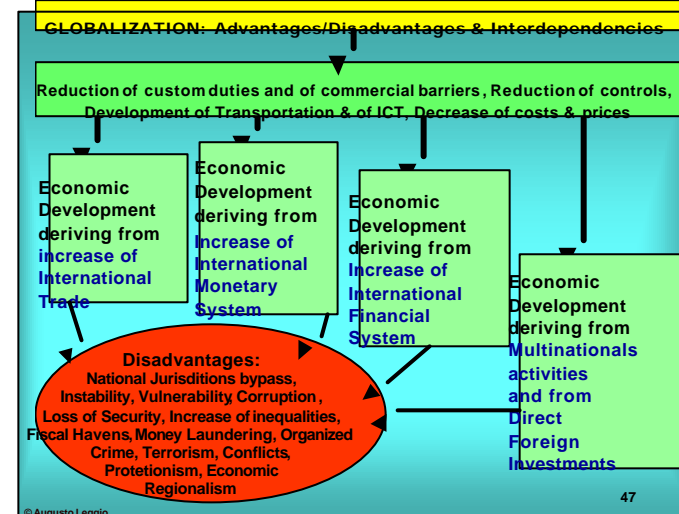 GLOBALIZATION: Advantages/Disadvantages & Interdependencies
Reduction of custom duties and of commercial barriers, Reduction of controls,
Development of Transportation & of ICT, Decrease of costs & prices
Economic
Development
deriving from
increase of
International
Trade
Economic
Development
deriving from
Increase of
International
Monetary
System
Economic
Development
deriving from
Increase of
International
Financial
System
Economic
Development
deriving from
Multinationals
activities
and from
Direct
Foreign
Investments
Disadvantages:
National Jurisditions bypass,
Instability, Vulnerability, Corruption,
Loss of Security, Increase of inequalities,
Fiscal Havens, Money Laundering, Organized
Crime, Terrorism, Conflicts,
Protetionism, Economic
Regionalism
47
© Augusto Leggio